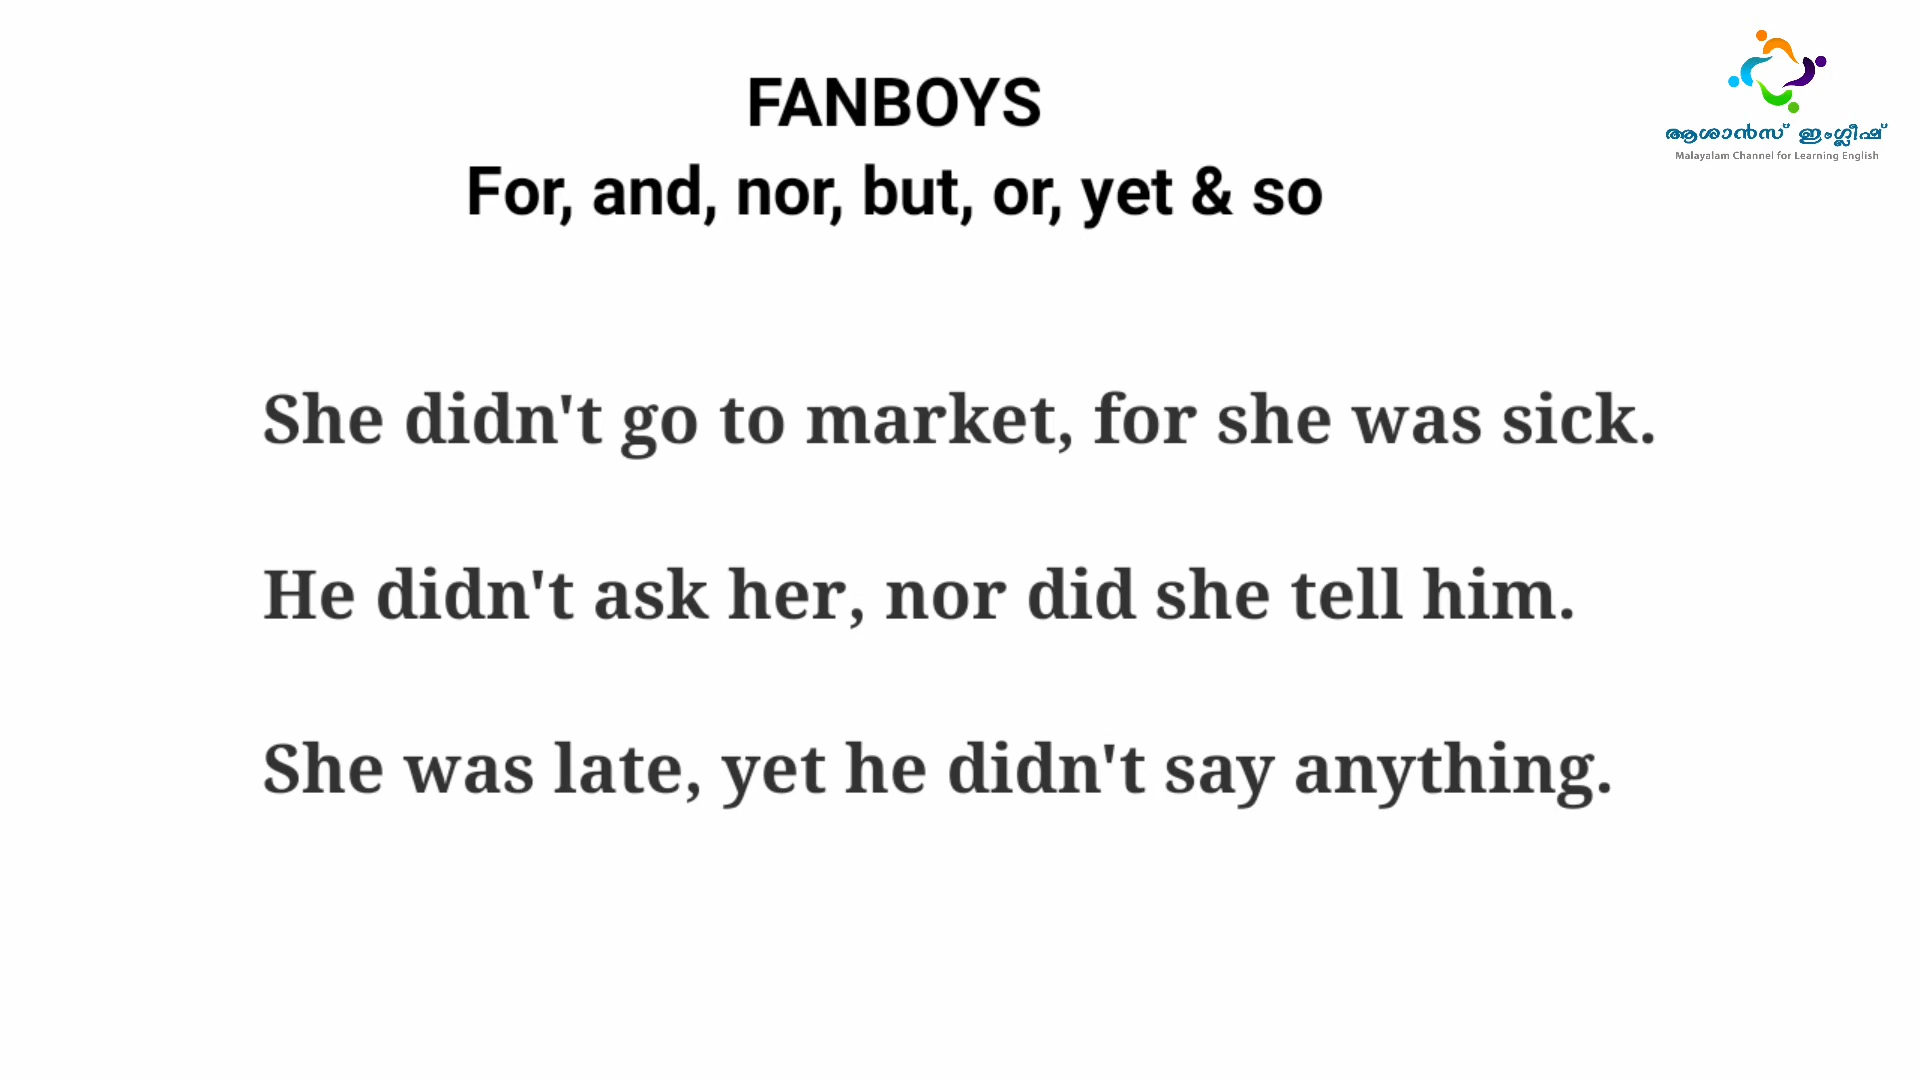 FANBOYS
For, and, nor, but, or, yet & so
ആശാൻസ് ഇംഗ്ലീഷ്
Malayalam Channel for Learning English
She didn't go to market, for she was sick.
He didn't ask her, nor did she tell him.
She was late, yet he didn't say anything.